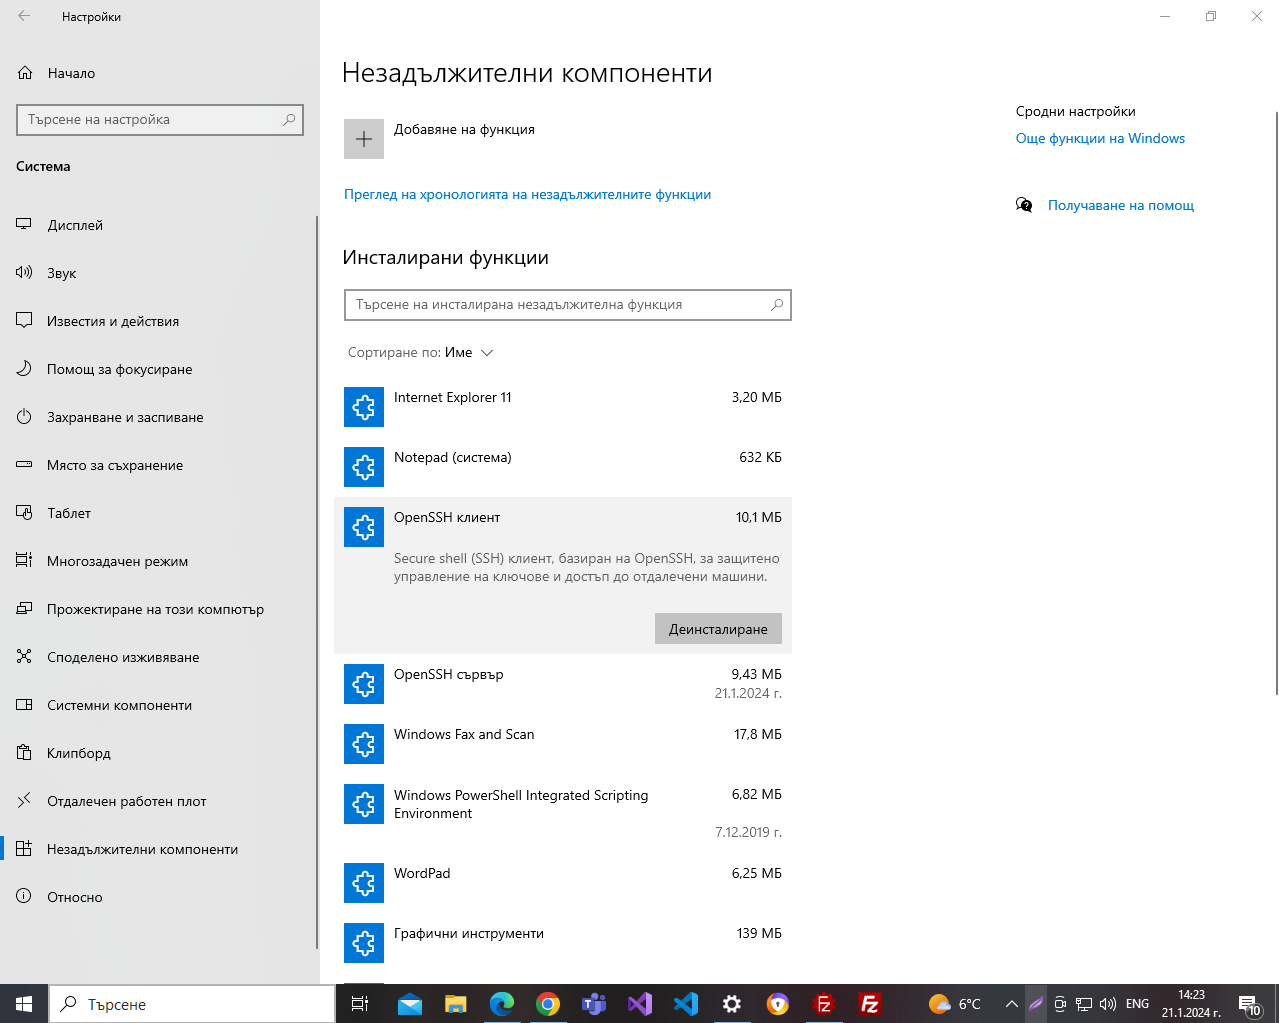 Настройки
Начало
Търсене на настройка
Система
Дисплей
Звук
Известия и действия
Помощ за фокусиране
Захранване и заспиване
Място за съхранение
Таблет
Многозадачен режим
Прожектиране на този компютър
Споделено изживяване
Системни компоненти
Клипборд
Отдалечен работен плот
Незадължителни компоненти
Относно
Незадължителни компоненти
Добавяне на функция
Преглед на хронологията на незадължителните функции
Инсталирани функции
Търсене на инсталирана незадължителна функция
Сортиране по: Име
Internet Explorer 11 3,20 МБ
Notepad (система) 632 КБ
OpenSSH клиент 10,1 МБ
Secure shell (SSH) клиент, базиран на OpenSSH, за защитено
управление на ключове и достъп до отдалечени машини.
Деинсталиране
OpenSSH сървър 9,43 МБ
21.1.2024 г.
Windows Fax and Scan 17,8 МБ
Windows PowerShell Integrated Scripting 6,82 МБ
Environment
7.12.2019 г.
WordPad 6,25 МБ
Графични инструменти 139 МБ
Сродни настройки
Още функции на Windows
Получаване на помощ
Търсене
6°C
ENG
14:23
21.1.2024 г.
10